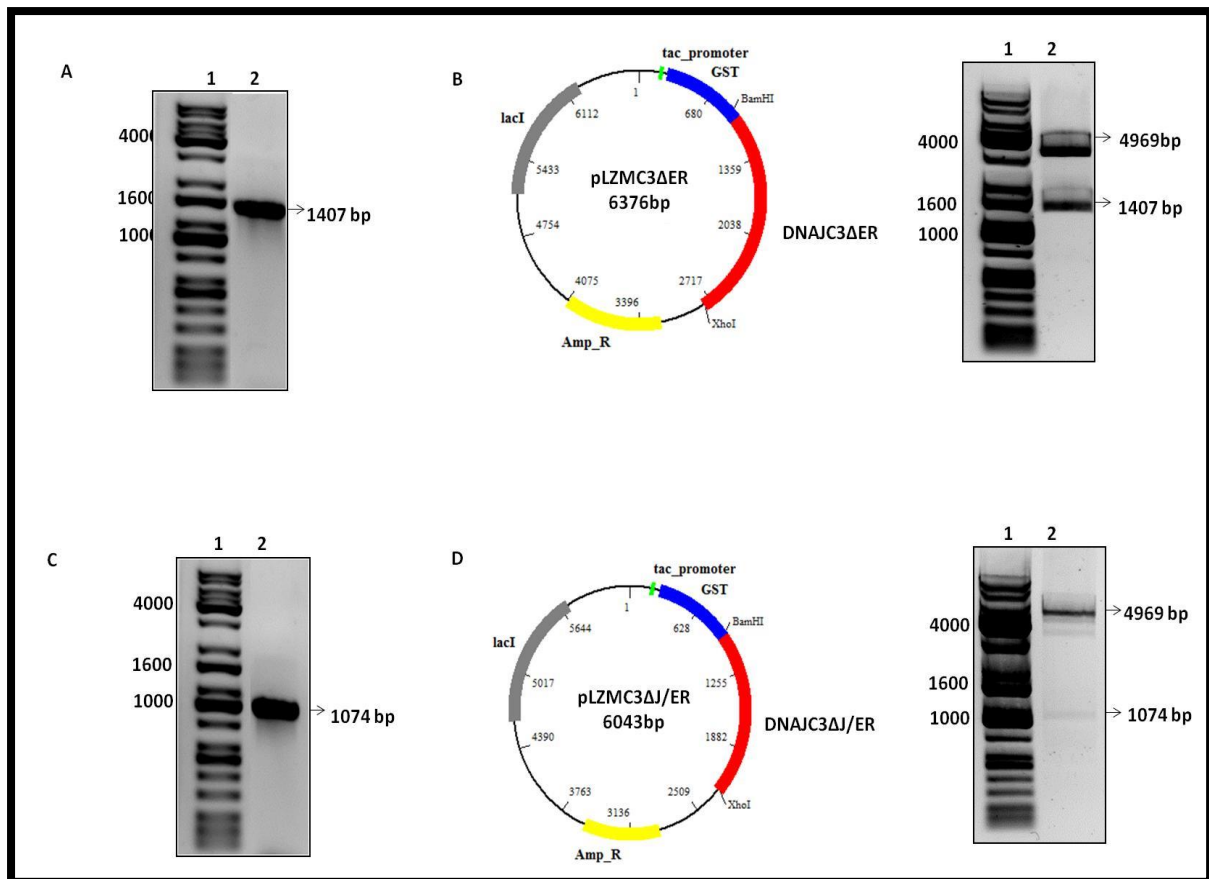 A
1 2
4000
1600
1000
1407 bp
B
tac_promoter
GST
BamHI
1
680
1359
2038
2717
XhoI
3396
4075
Amp_R
4754
5433
lacI
6112
pLZMC3ΔER
6376bp
DNAJC3ΔER
1 2
4000
1600
1000
4969bp
1407 bp
C
1 2
4000
1600
1000
1074 bp
D
tac_promoter
GST
BamHI
1
628
1255
1882
XhoI
2509
3136
Amp_R
3763
4390
5017
lacI
5644
pLZMC3ΔJ/ER
6043bp
DNAJC3ΔJ/ER
1 2
4000
1600
1000
4969 bp
1074 bp